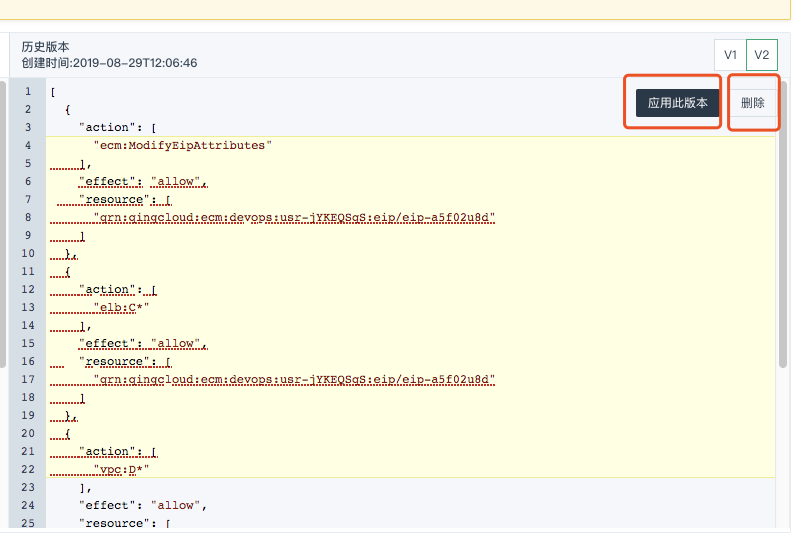 历史版本
创建时间:2019-08-29T12:06:46
V1 V2
应用此版本 删除
1 [
2 {
3 "action": [
4 "ecm:ModifyEipAttributes"
5 ],
6 "effect": "allow",
7 "resource": [
8 "qrn:qingcloud:ecm:devops:usr-jYKEQSgS:eip/eip-a5f02u8d"
9 ]
10 },
11 {
12 "action": [
13 "elb:C*"
14 ],
15 "effect": "allow",
16 "resource": [
17 "qrn:qingcloud:ecm:devops:usr-jYKEQSgS:eip/eip-a5f02u8d"
18 ]
19 },
20 {
21 "action": [
22 "vpc:D*"
23 ],
24 "effect": "allow",
25 "resource": [